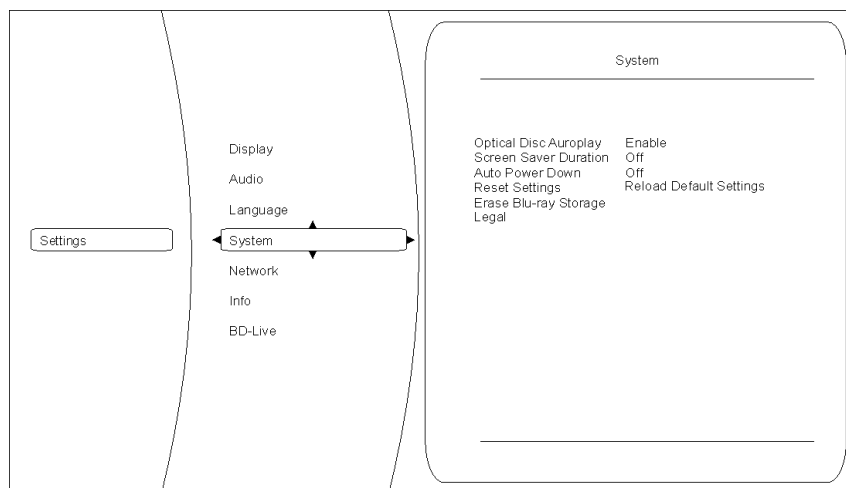 Settings
Display
Audio
Language
System
Network
Info
BD-Live
System
Optical Disc Auroplay Enable
Screen Saver Duration Off
Auto Power Down Off
Reset Settings Reload Default Settings
Erase Blu-ray Storage
Legal